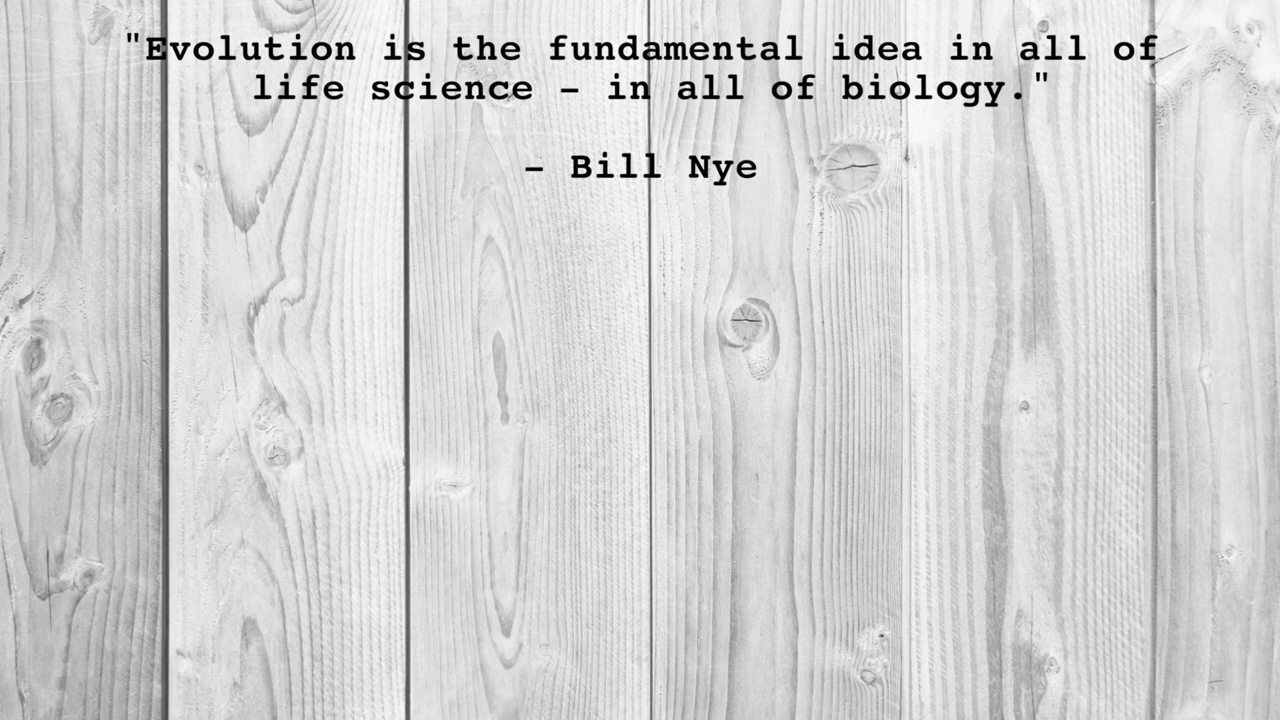 "Evolution is the fundamental idea in all of
life science – in all of biology."
– Bill Nye